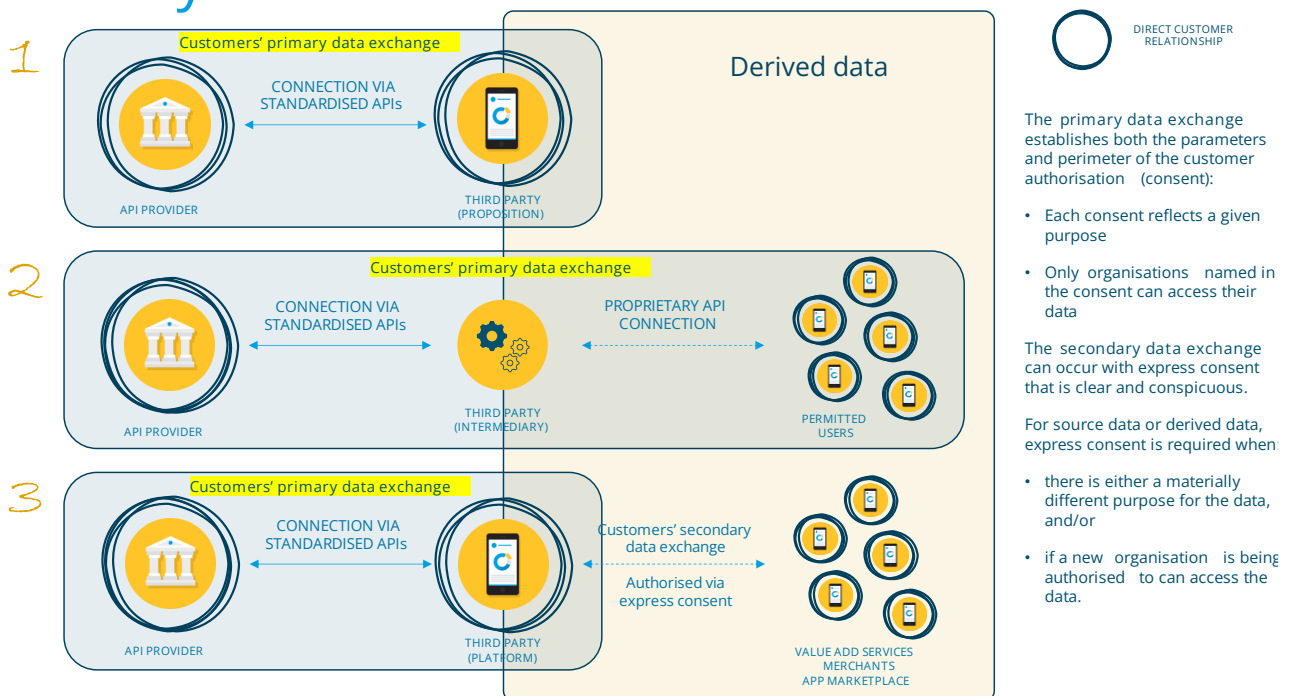 1
Customers' primary data exchange
CONNECTION VIA
STANDARDISED APIs
API PROVIDER
THIRD PARTY
(PROPOSITION)
Derived data
2
Customers' primary data exchange
CONNECTION VIA
STANDARDISED APIs
PROPRIETARY API
CONNECTION
API PROVIDER
THIRD PARTY
(INTERMEDIARY)
PERMITTED
USERS
3
Customers' primary data exchange
CONNECTION VIA
STANDARDISED APIs
Customers' secondary
data exchange
Authorised via
express consent
API PROVIDER
THIRD PARTY
(PLATFORM)
VALUE ADD SERVICES
MERCHANTS
APP MARKETPLACE
DIRECT CUSTOMER
RELATIONSHIP
The primary data exchange
establishes both the parameters
and perimeter of the customer
authorisation (consent):
• Each consent reflects a given
purpose
• Only organisations named in
the consent can access their
data
The secondary data exchange
can occur with express consent
that is clear and conspicuous.
For source data or derived data,
express consent is required when:
• there is either a materially
different purpose for the data,
and/or
• if a new organisation is being
authorised to can access the
data.